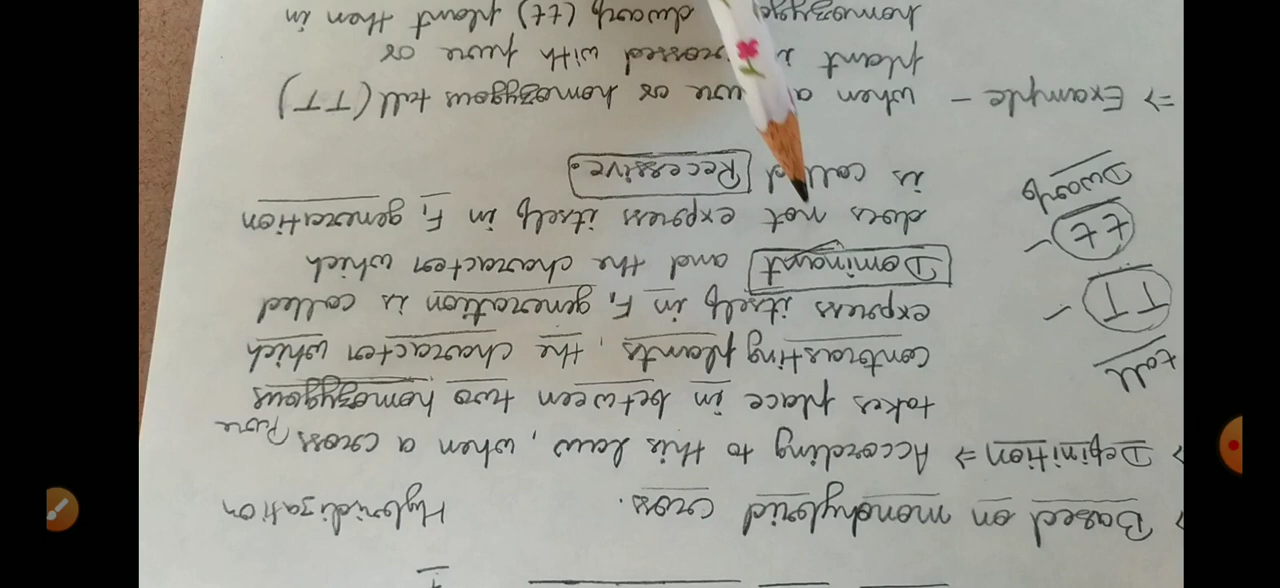 > Based on monohybrid cross. Hybridization
> Definition ⇒ According to this law, when a cross
takes place in between two homozygous Pure
contrasting plants, the character which
express itself in F₁ generation is called
Dominant and the character which
does not express itself in F₁ generation
is called Recessive.
tall
TT -
tt -
Dwarf
⇒ Example - when a pure or homozygous tall (TT)
plant is crossed with pure or
dwarf (tt) plant then in